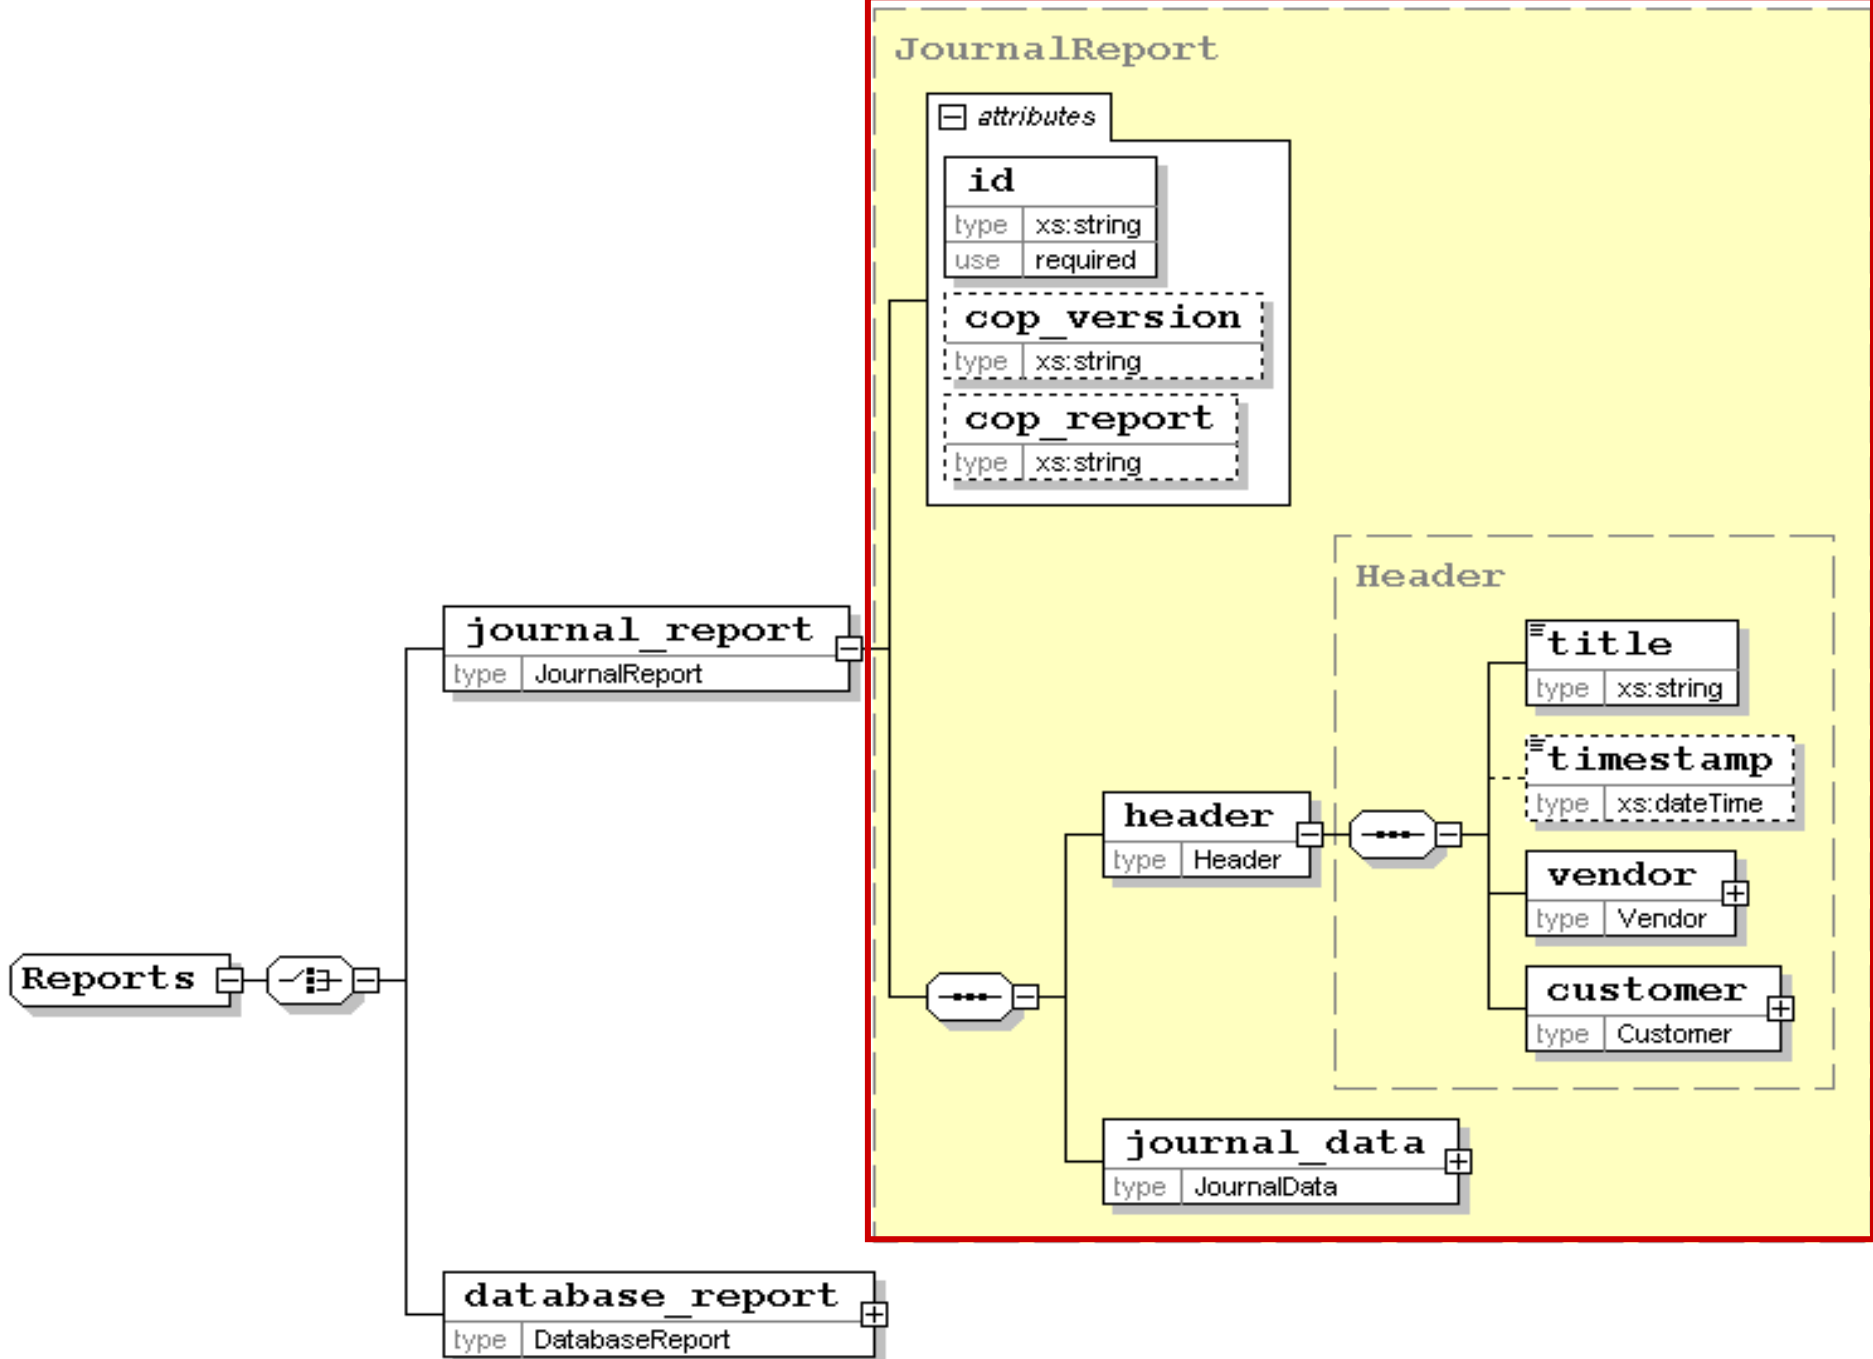 JournalReport
attributes
id
type xs:string
use required
cop_version
type xs:string
cop_report
type xs:string
Header
title
type xs:string
journal_report
type JournalReport
timestamp
type xs:dateTime
header
type Header
vendor
type Vendor
Reports
customer
type Customer
journal_data
type JournalData
database_report
type DatabaseReport